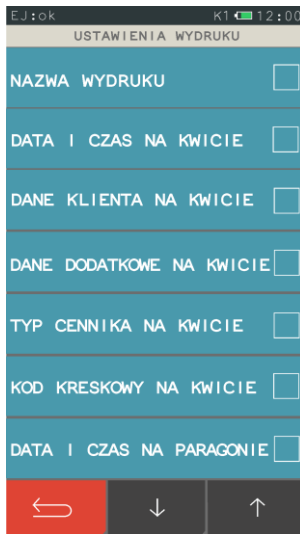 EJ:ok K1 12:00
USTAWIENIA WYDRUKU
NAZWA WYDRUKU
DATA I CZAS NA KWICIE
DANE KLIENTA NA KWICIE
DANE DODATKOWE NA KWICIE
TYP CENNIKA NA KWICIE
KOD KRESKOWY NA KWICIE
DATA I CZAS NA PARAGONIE